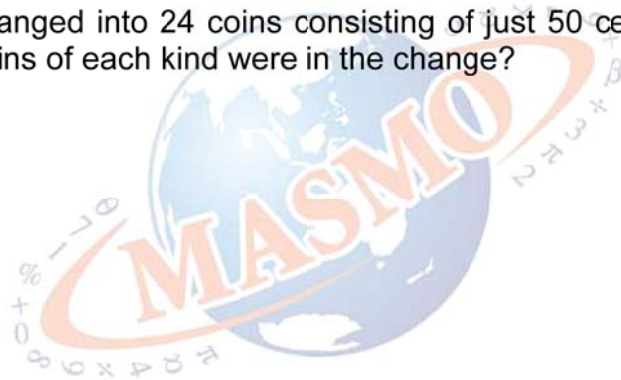 anged into 24 coins consisting of just 50 ce
ins of each kind were in the change?
MASMO